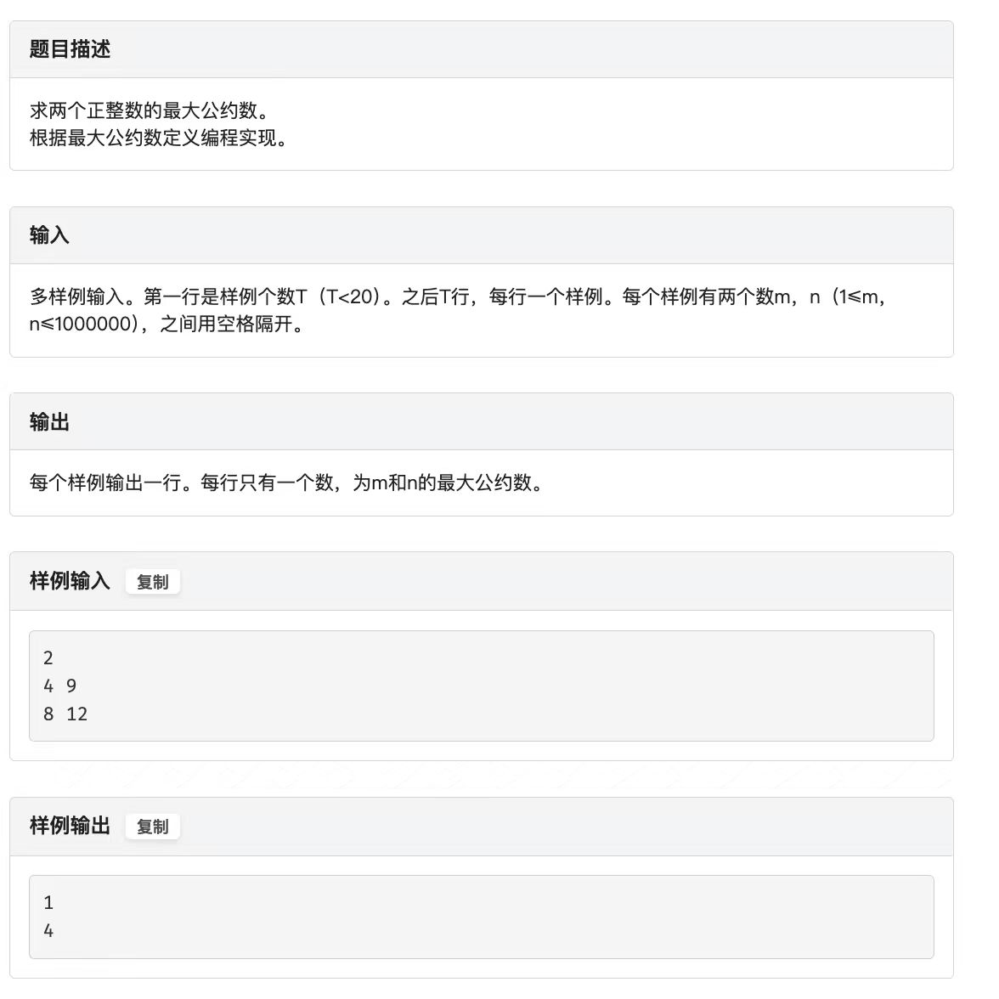 题目描述
求两个正整数的最大公约数。
根据最大公约数定义编程实现。
输入
多样例输入。第一行是样例个数T（T<20）。之后T行，每行一个样例。每个样例有两个数m，n（1≤m，
n≤1000000），之间用空格隔开。
输出
每个样例输出一行。每行只有一个数，为m和n的最大公约数。
样例输入 复制
2
4 9
8 12
样例输出 复制
1
4